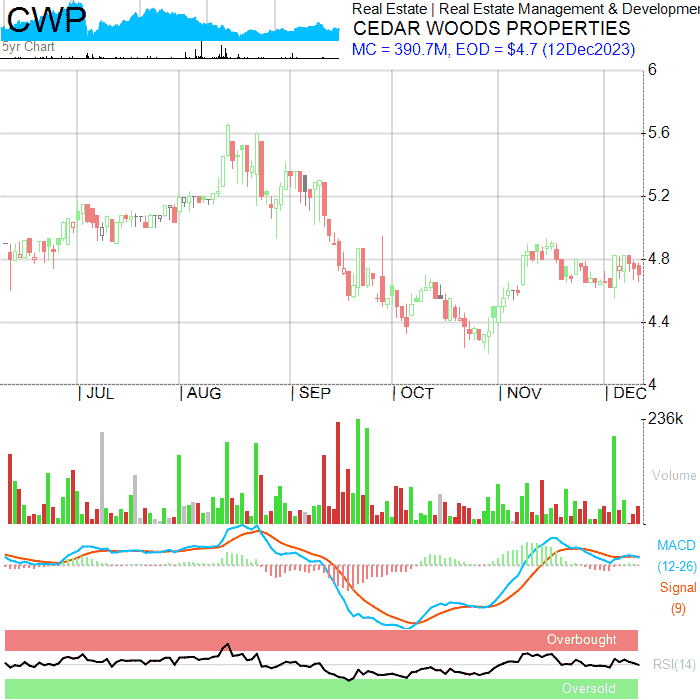 CWP
5yr Chart
Real Estate | Real Estate Management & Developmen
CEDAR WOODS PROPERTIES
MC = 390.7M, EOD = $4.7 (12Dec2023)
6
5.6
5.2
4.8
4.4
4
| JUL | AUG | SEP | OCT | NOV | DEC
236k
Volume
MACD
(12-26)
Signal
(9)
Overbought
RSI(14)
Oversold